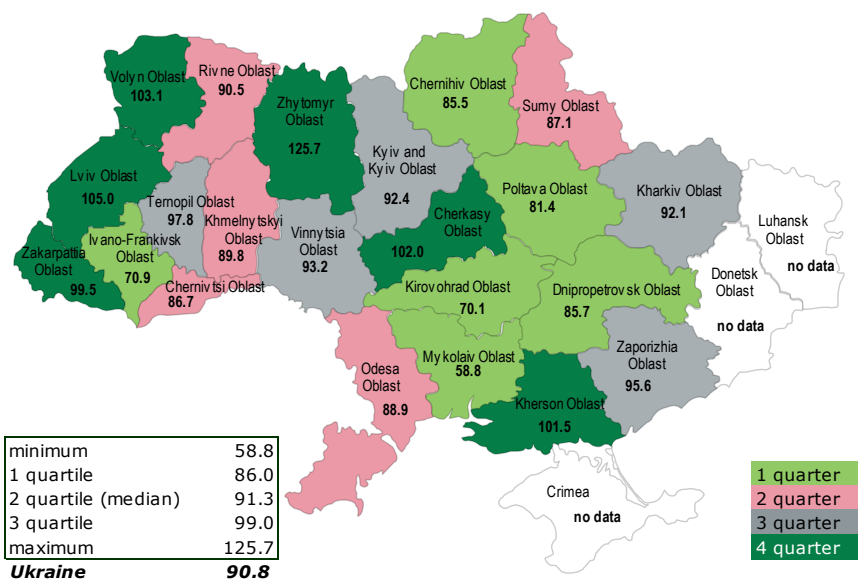 Volyn Oblast
103.1
Rivne Oblast
90.5
Zhytomyr
Oblast
125.7
Chernihiv Oblast
85.5
Sumy Oblast
87.1
Kyiv and
Kyiv Oblast
92.4
Lviv Oblast
105.0
Ternopil Oblast
97.8
Khmelnytskyi
Oblast
89.8
Vinnytsia
Oblast
93.2
Cherkasy
Oblast
102.0
Poltava Oblast
81.4
Kharkiv Oblast
92.1
Luhansk
Oblast
no data
Donetsk
Oblast
no data
Zakarpattia
Oblast
99.5
Ivano-Frankivsk
Oblast
70.9
Chernivtsi Oblast
86.7
Kirovohrad Oblast
70.1
Dnipropetrovsk Oblast
85.7
Zaporizhia
Oblast
95.6
Odesa
Oblast
88.9
Mykolaiv Oblast
58.8
Kherson Oblast
101.5
Crimea
no data
minimum 58.8
1 quartile 86.0
2 quartile (median) 91.3
3 quartile 99.0
maximum 125.7
Ukraine 90.8
1 quarter
2 quarter
3 quarter
4 quarter